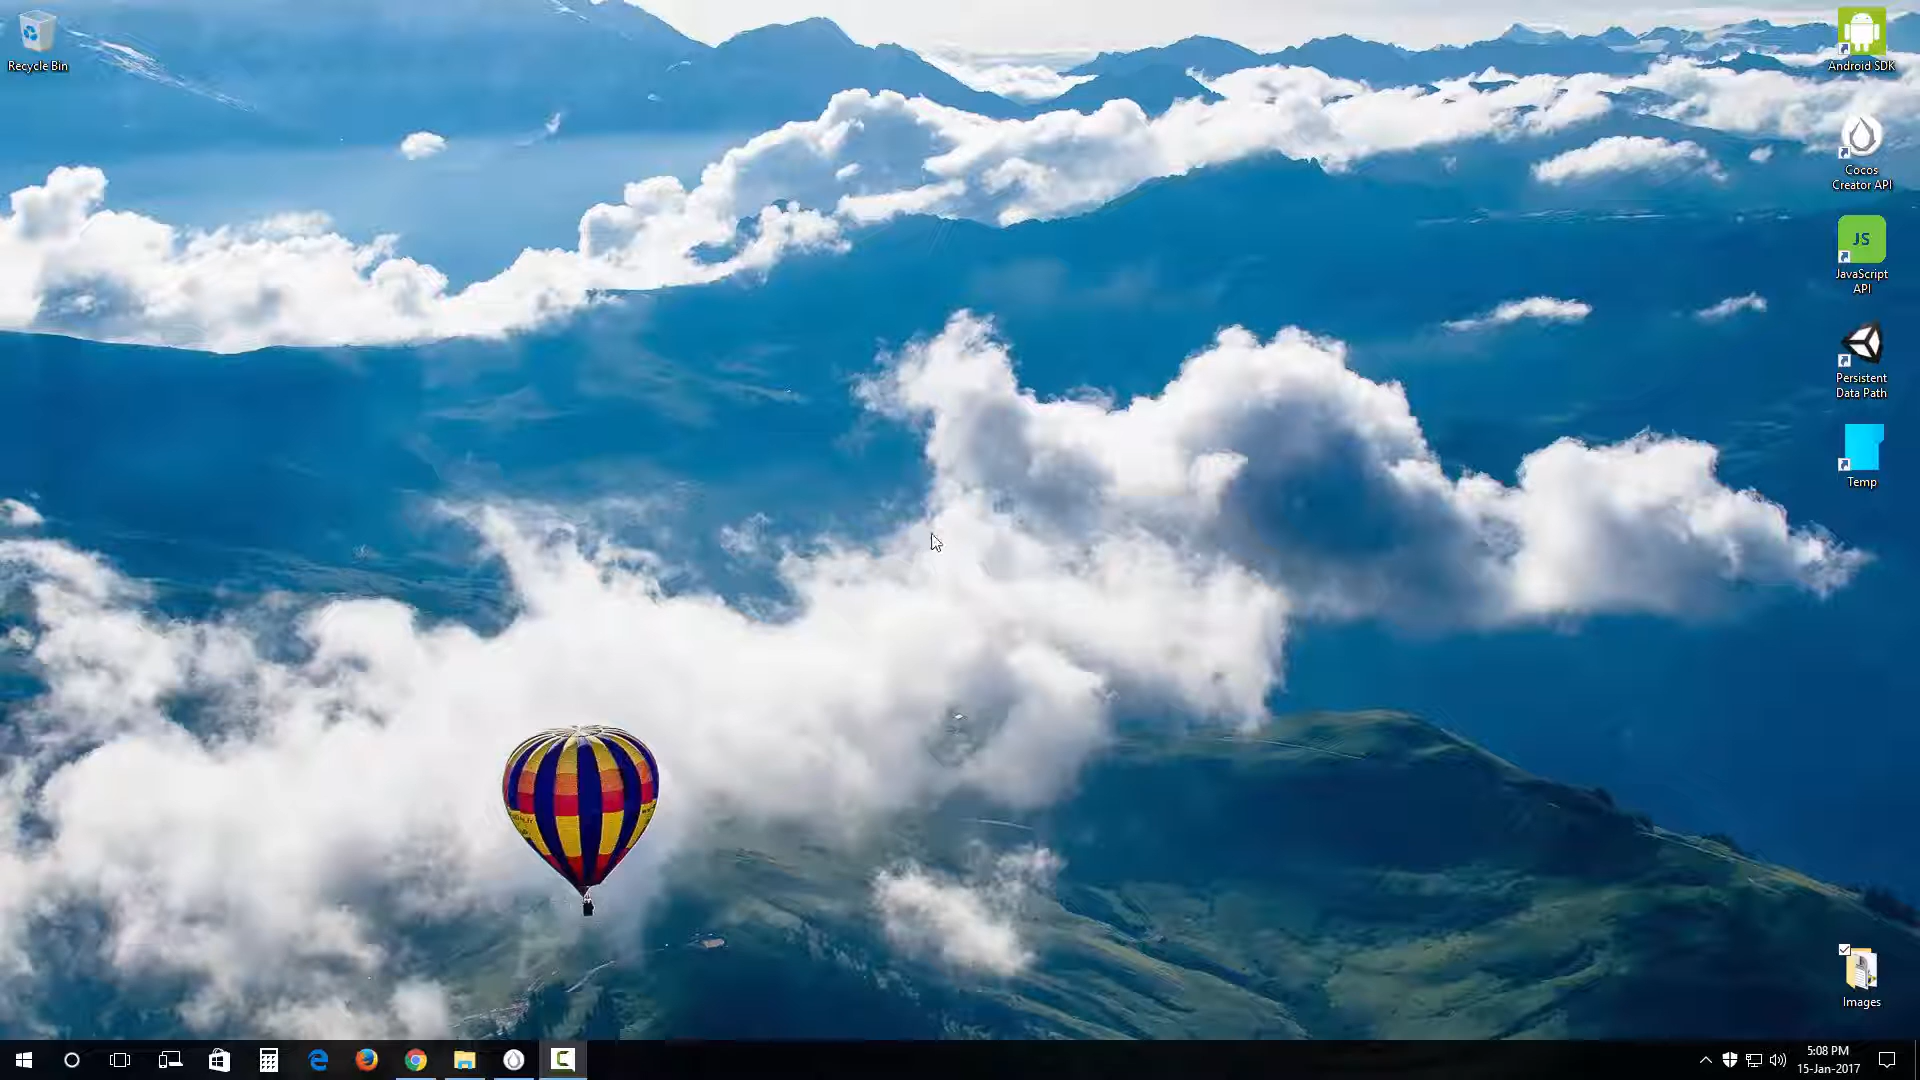 Recycle Bin
Android SDK
Cocos
Creator API
JS
JavaScript
API
Persistent
Data Path
Temp
Images
5:08 PM
15-Jan-2017